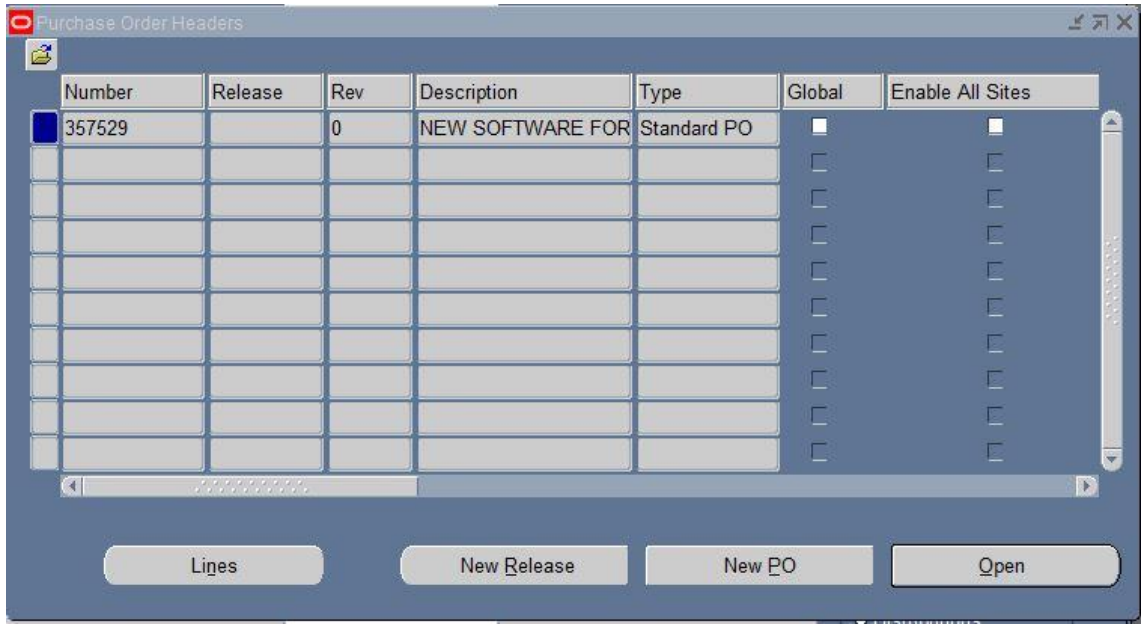 Purchase Order Headers
Number Release Rev Description Type Global Enable All Sites
357529 0 NEW SOFTWARE FOR Standard PO
Lines New Release New PO Open